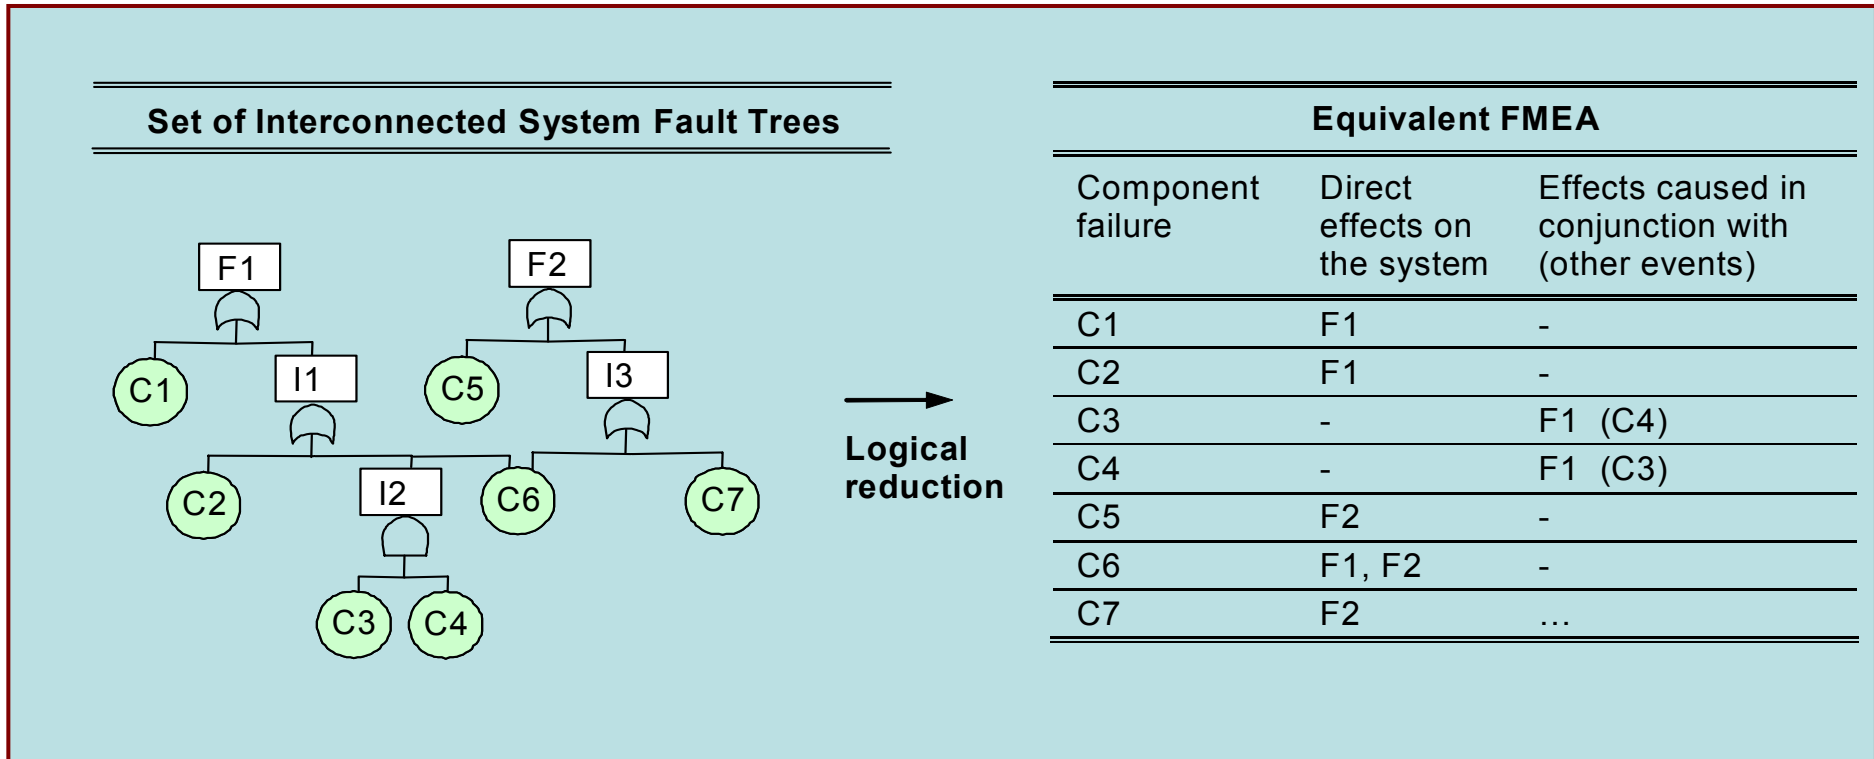 Set of Interconnected System Fault Trees
F1
F2
C1
I1
C5
I3
C2
I2
C6
C7
C3
C4
Logical
reduction
Equivalent FMEA
Component failure
Direct effects on the system
Effects caused in conjunction with (other events)
C1 F1 -
C2 F1 -
C3 - F1 (C4)
C4 - F1 (C3)
C5 F2 -
C6 F1, F2 -
C7 F2 …